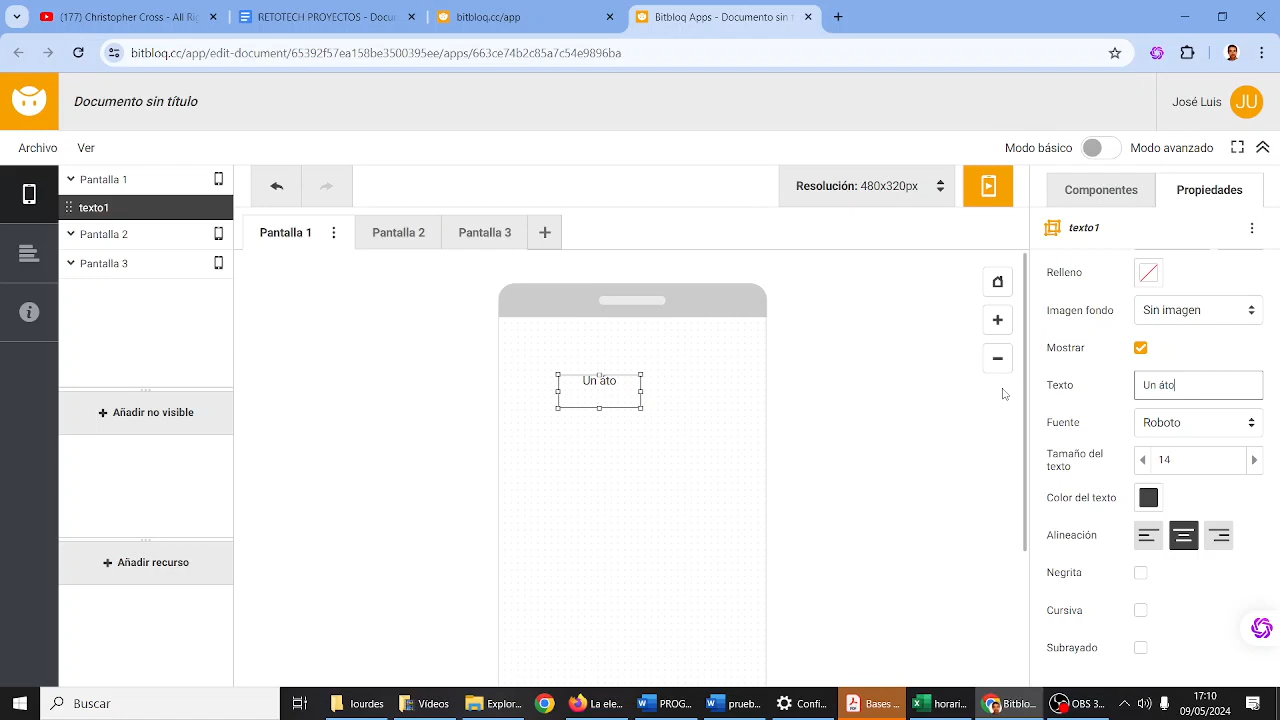 (177) Christopher Cross - All Rig
RETOTECH PROYECTOS - Docum
bitbloq.cc/app
Bitbloq Apps - Documento sin t
bitbloq.cc/app/edit-document/65392f57ea158be3500395ee/apps/663ce74b2c85a7c54e9896ba
Documento sin título
José Luis
JU
Archivo
Ver
Modo básico
Modo avanzado
Pantalla 1
texto1
Pantalla 2
Pantalla 3
Añadir no visible
Añadir recurso
Resolución: 480x320px
Pantalla 1
Pantalla 2
Pantalla 3
Un áto
Componentes
Propiedades
texto1
Relleno
Imagen fondo
Sin imagen
Mostrar
Texto
Un áto
Fuente
Roboto
Tamaño del
texto
14
Color del texto
Alineación
Negrita
Cursiva
Subrayado
Buscar
lourdes
Vídeos
Explor...
La ele...
PROG...
prueb...
Confi...
Bases ...
horari...
Bitblo...
OBS 3...
17:10
09/05/2024